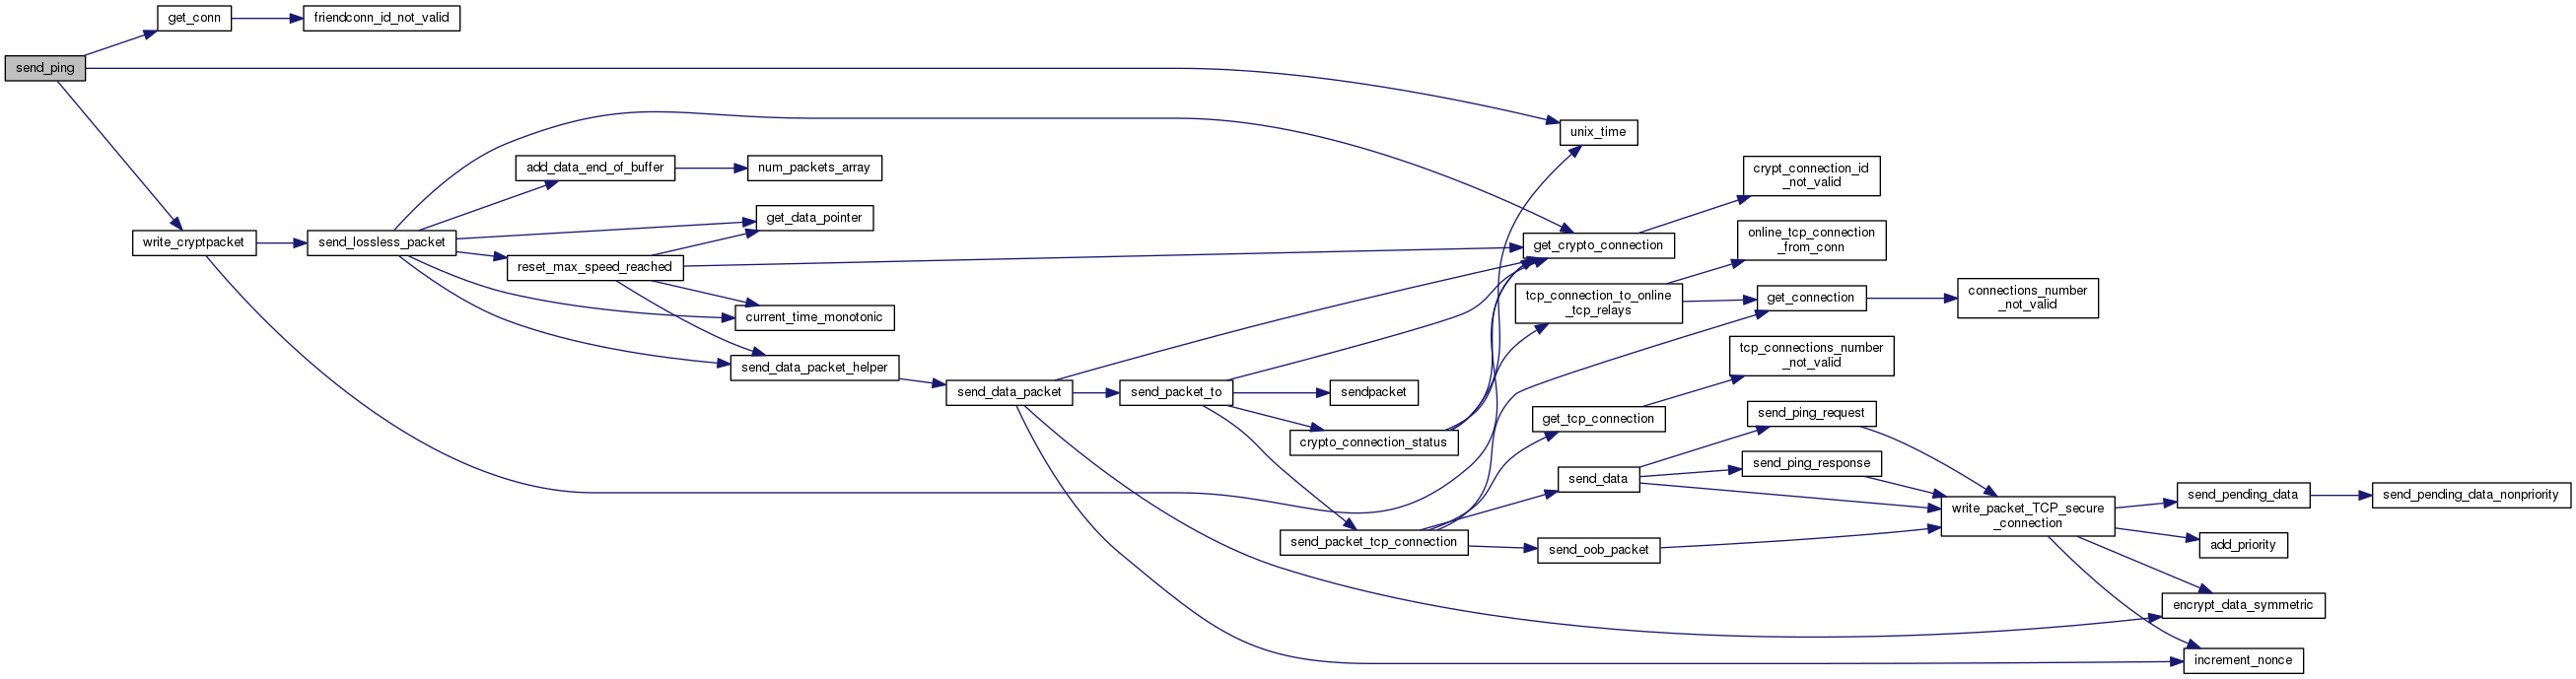 get_conn
friendconn_id_not_valid
send_ping
unix_time
add_data_end_of_buffer
num_packets_array
crypt_connection_id
_not_valid
get_data_pointer
write_cryptpacket
send_lossless_packet
get_crypto_connection
online_tcp_connection
_from_conn
reset_max_speed_reached
tcp_connection_to_online
_tcp_relays
get_connection
connections_number
_not_valid
current_time_monotonic
send_data_packet_helper
tcp_connections_number
_not_valid
send_data_packet
send_packet_to
sendpacket
get_tcp_connection
send_ping_request
crypto_connection_status
send_data
send_ping_response
write_packet_TCP_secure
_connection
send_pending_data
send_pending_data_nonpriority
send_packet_tcp_connection
send_oob_packet
add_priority
encrypt_data_symmetric
increment_nonce